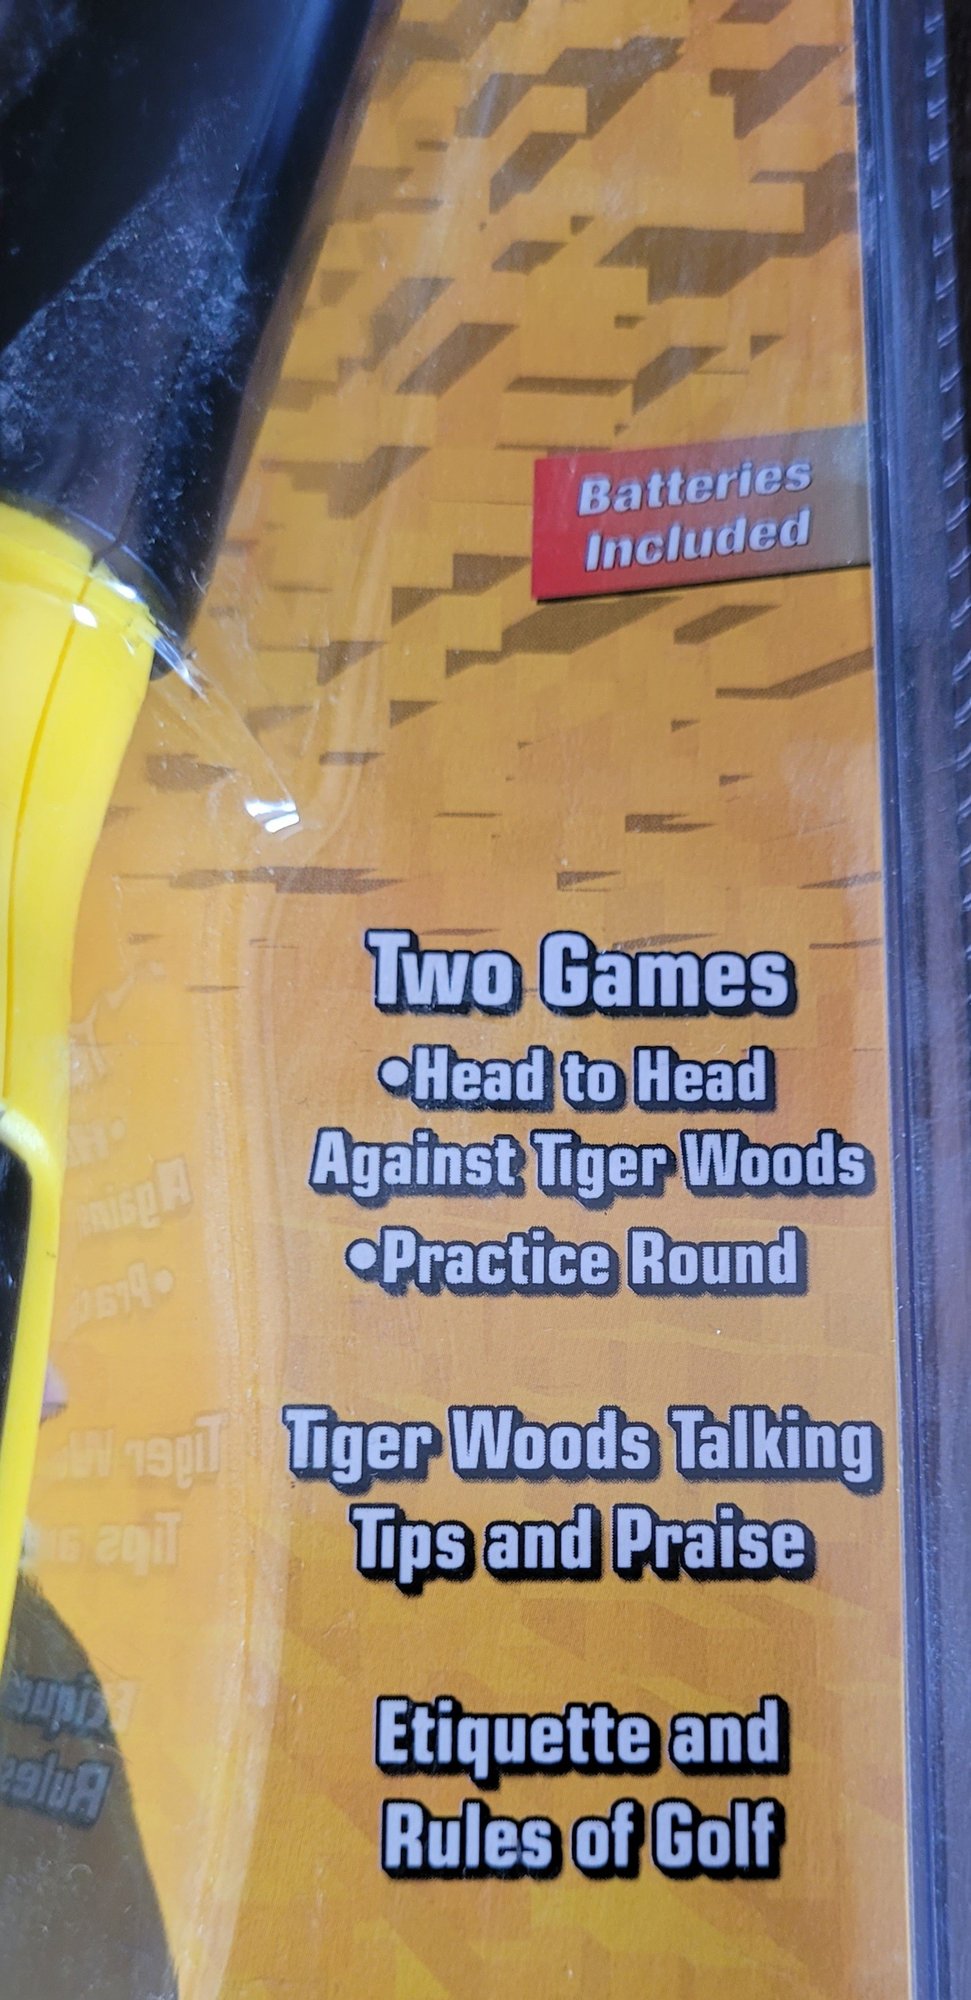 Batteries
Included
Two Games
•Head to Head
Against Tiger Woods
•Practice Round
Tiger Woods Talking
Tips and Praise
Etiquette and
Rules of Golf